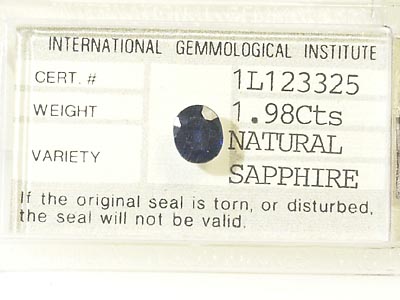 INTERNATIONAL GEMMOLOGICAL INSTITUTE
CERT. # 1L123325
WEIGHT 1.98Cts
VARIETY NATURAL
SAPPHIRE
If the original seal is torn, or disturbed,
the seal will not be valid.